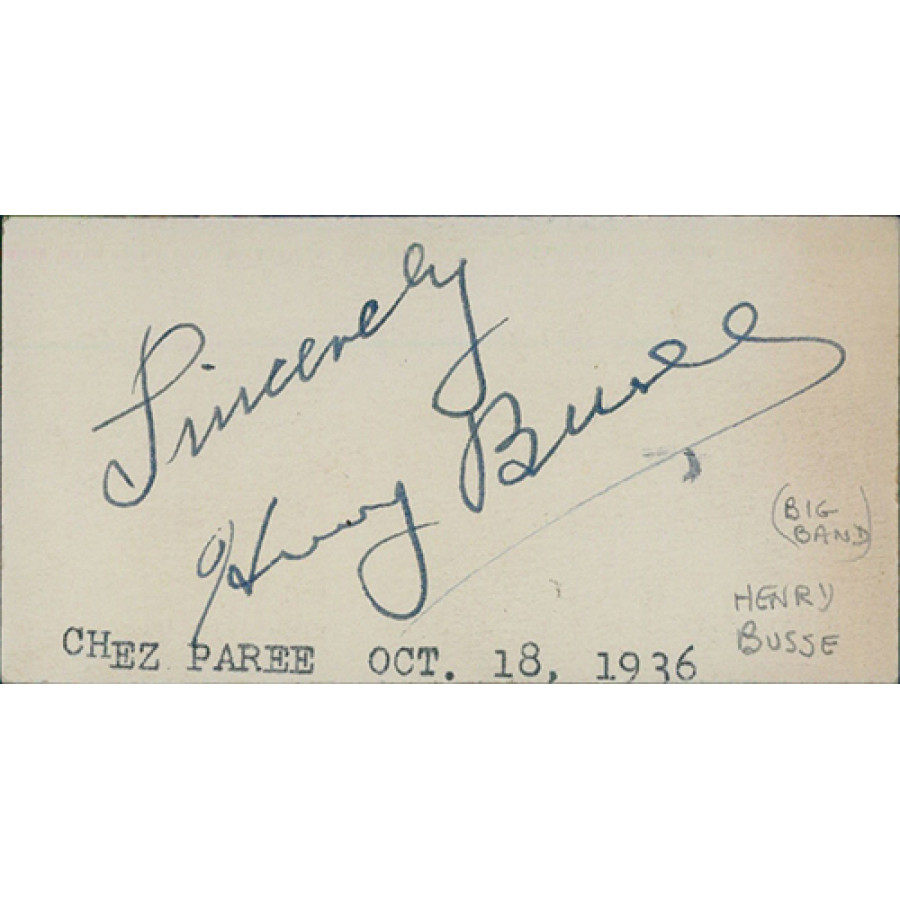 Sincerely
Henry Busse
(BIG
BAND)
HENRY
BUSSE
CHEZ PAREE OCT. 18, 1936